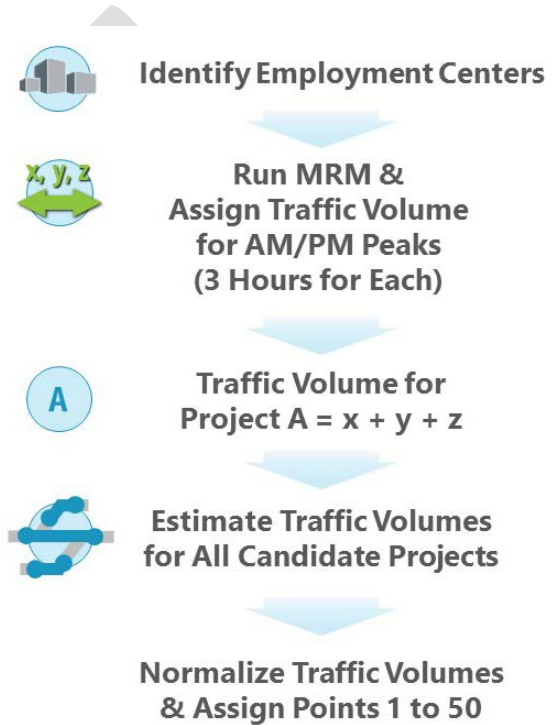 Identify Employment Centers
x, y, z
Run MRM &
Assign Traffic Volume
for AM/PM Peaks
(3 Hours for Each)
A
Traffic Volume for
Project A = x + y + z
Estimate Traffic Volumes
for All Candidate Projects
Normalize Traffic Volumes
& Assign Points 1 to 50